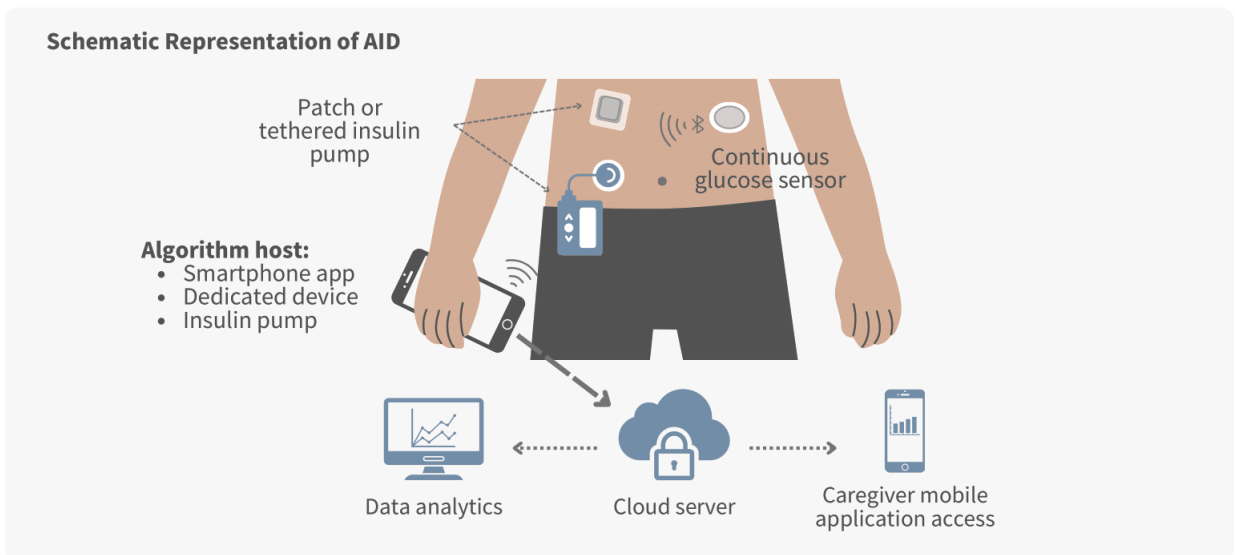 Schematic Representation of AID
Patch or
tethered insulin
pump
Continuous
glucose sensor
Algorithm host:
• Smartphone app
• Dedicated device
• Insulin pump
Data analytics
Cloud server
Caregiver mobile
application access